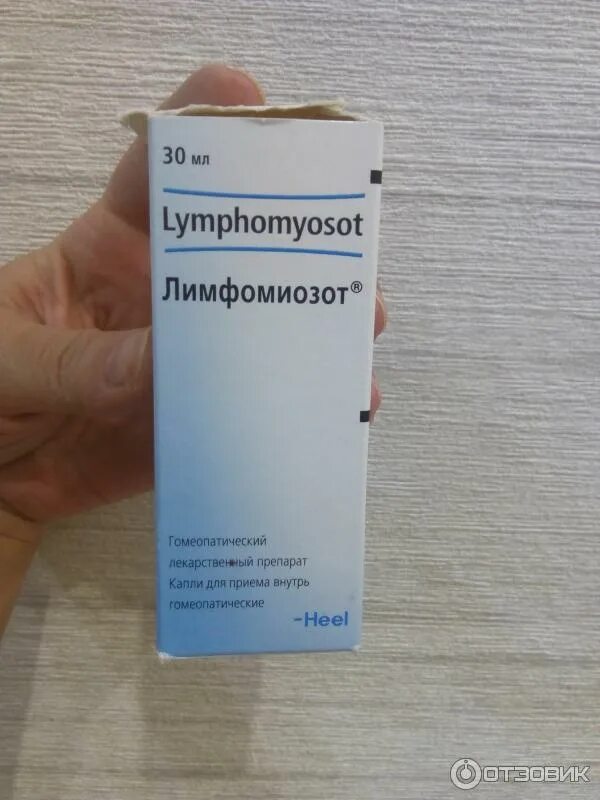 30 мл
Lymphomyosot
Лимфомиозот®
Гомеопатический
лекарственный препарат
Капли для приема внутрь
гомеопатические
-Heel
ОТЗОВИК